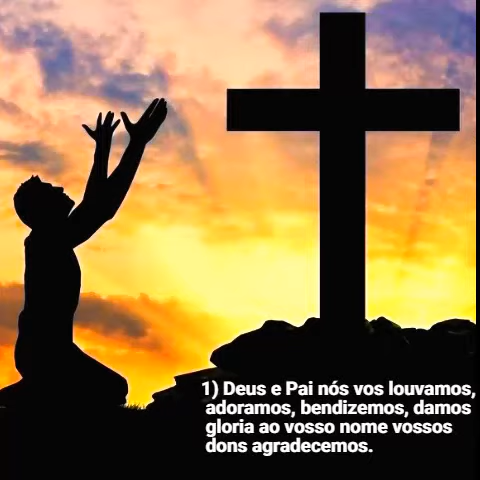 1) Deus e Pai nós vos louvamos,
adoramos, bendizemos, damos
gloria ao vosso nome vossos
dons agradecemos.